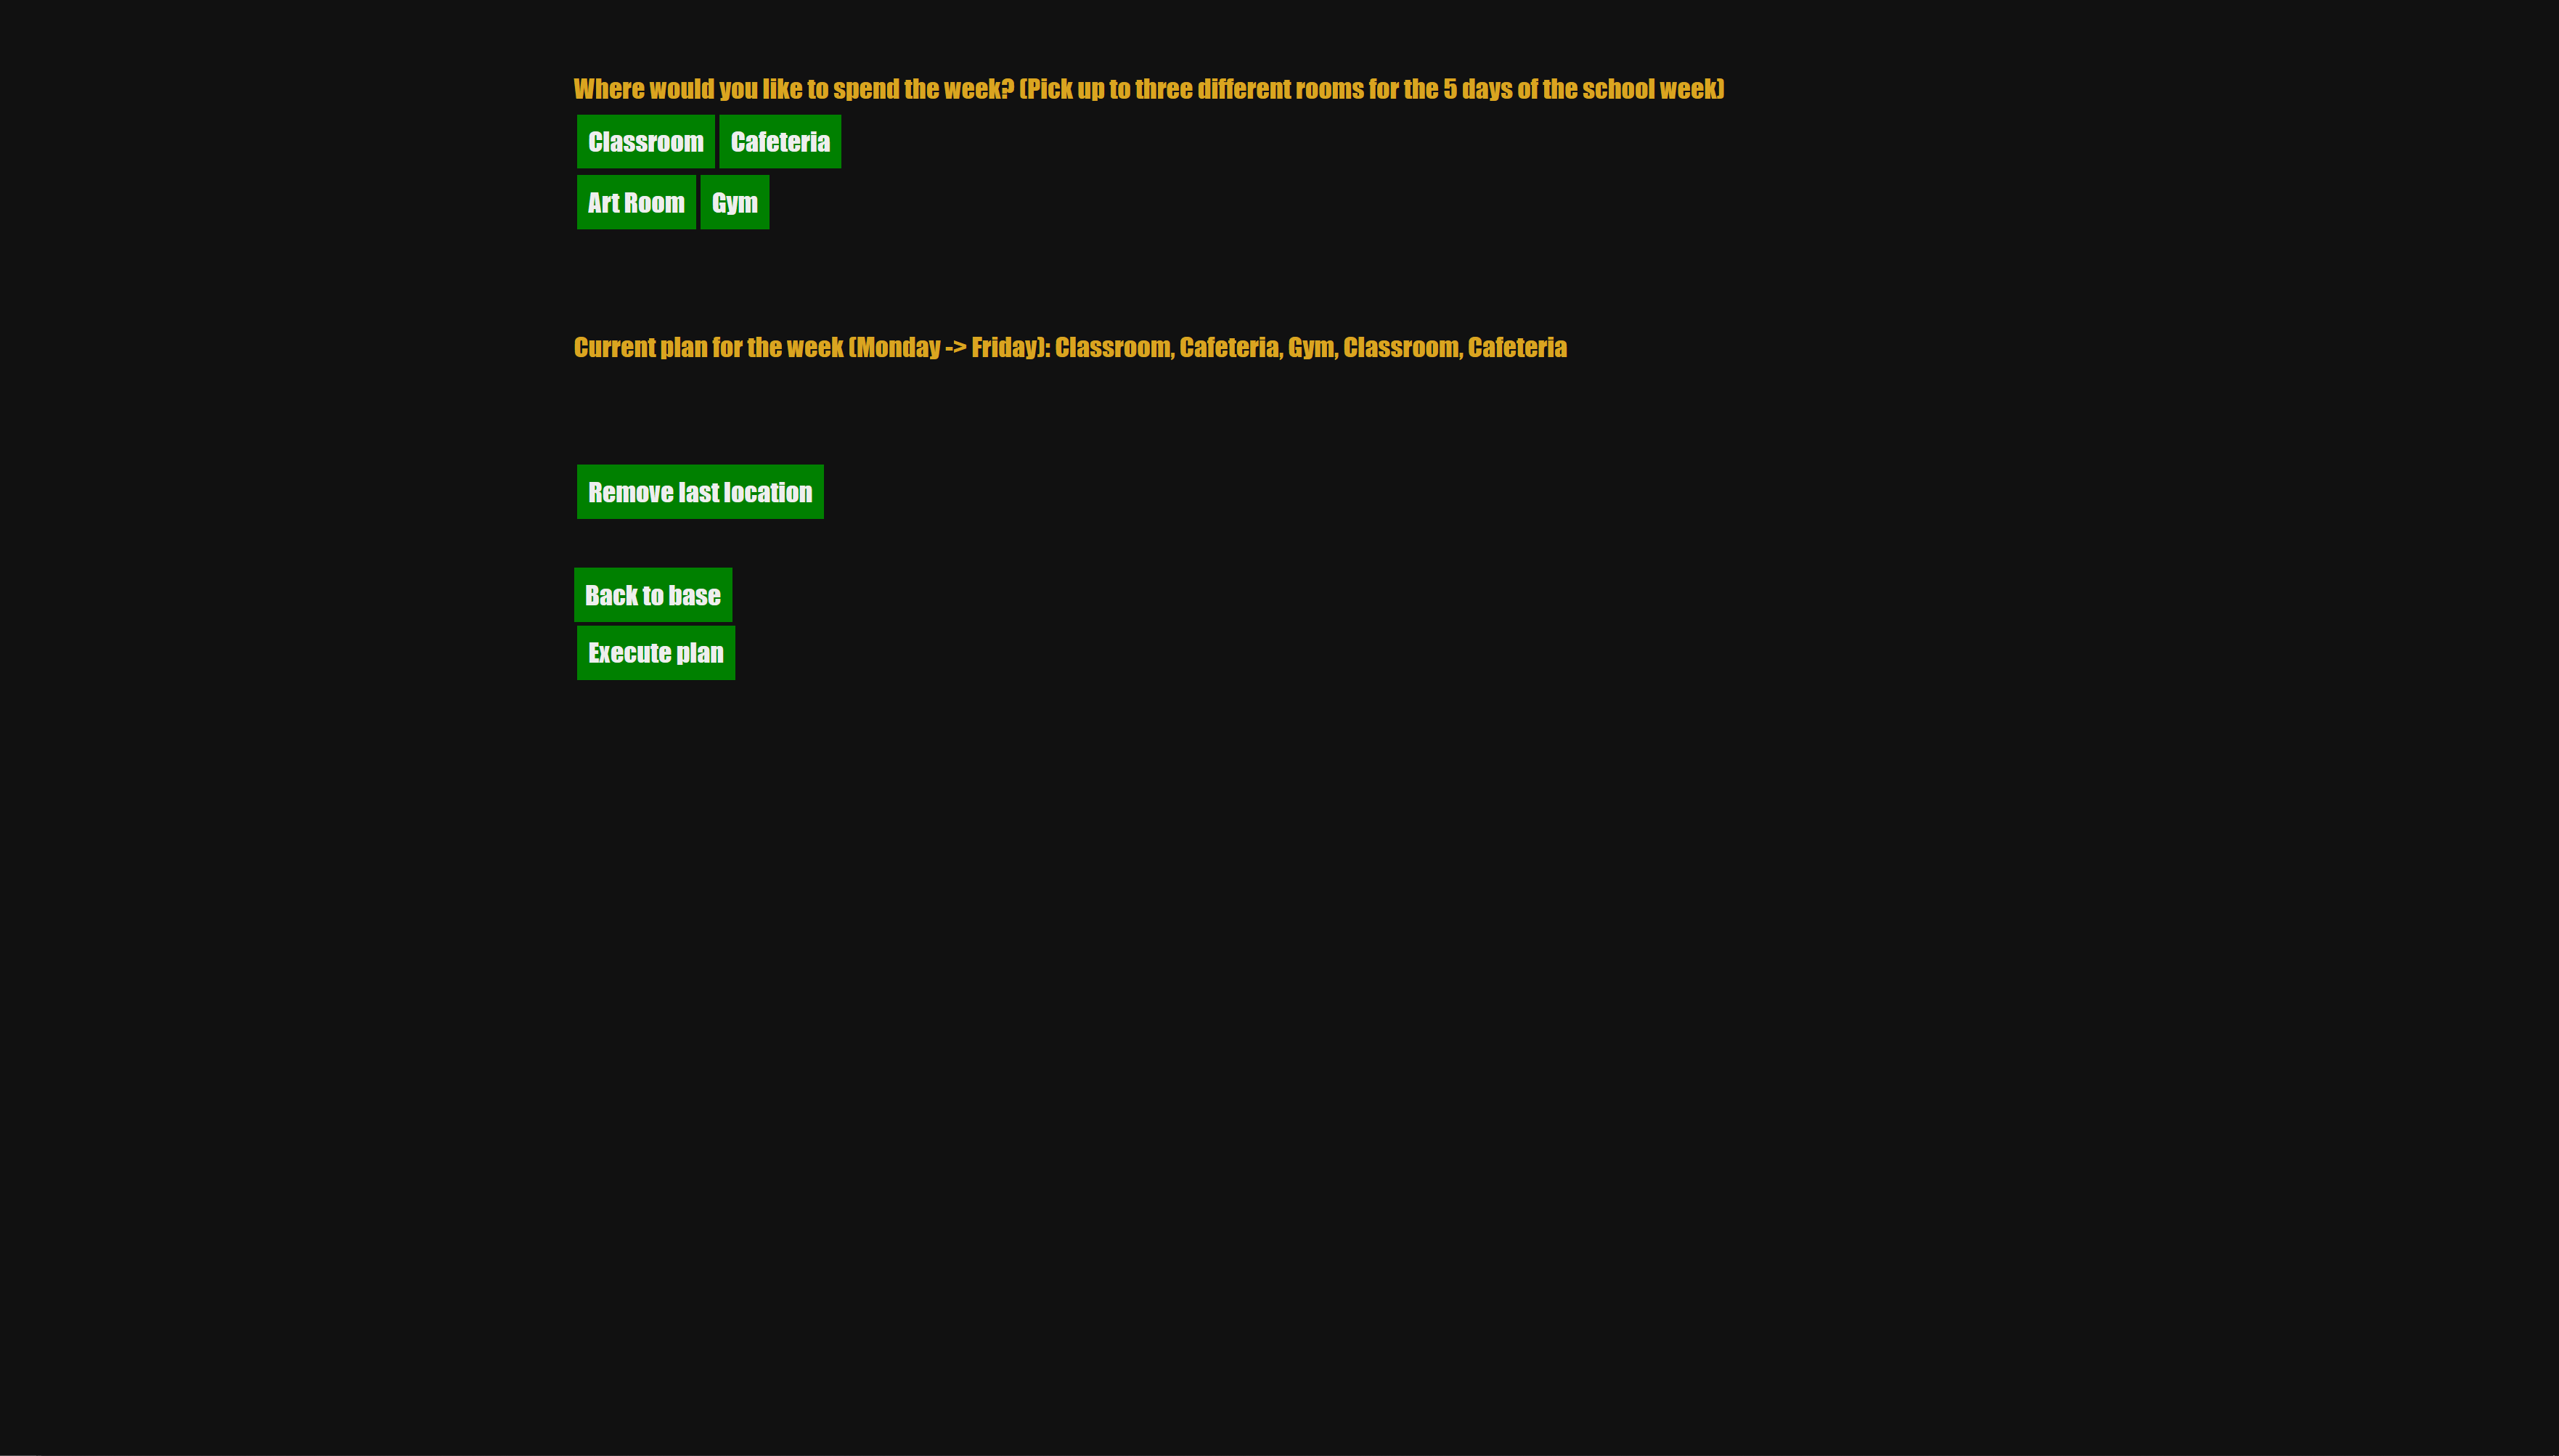 Where would you like to spend the week? (Pick up to three different rooms for the 5 days of the school week)
Classroom Cafeteria
Art Room Gym
Current plan for the week (Monday -> Friday): Classroom, Cafeteria, Gym, Classroom, Cafeteria
Remove last location
Back to base
Execute plan